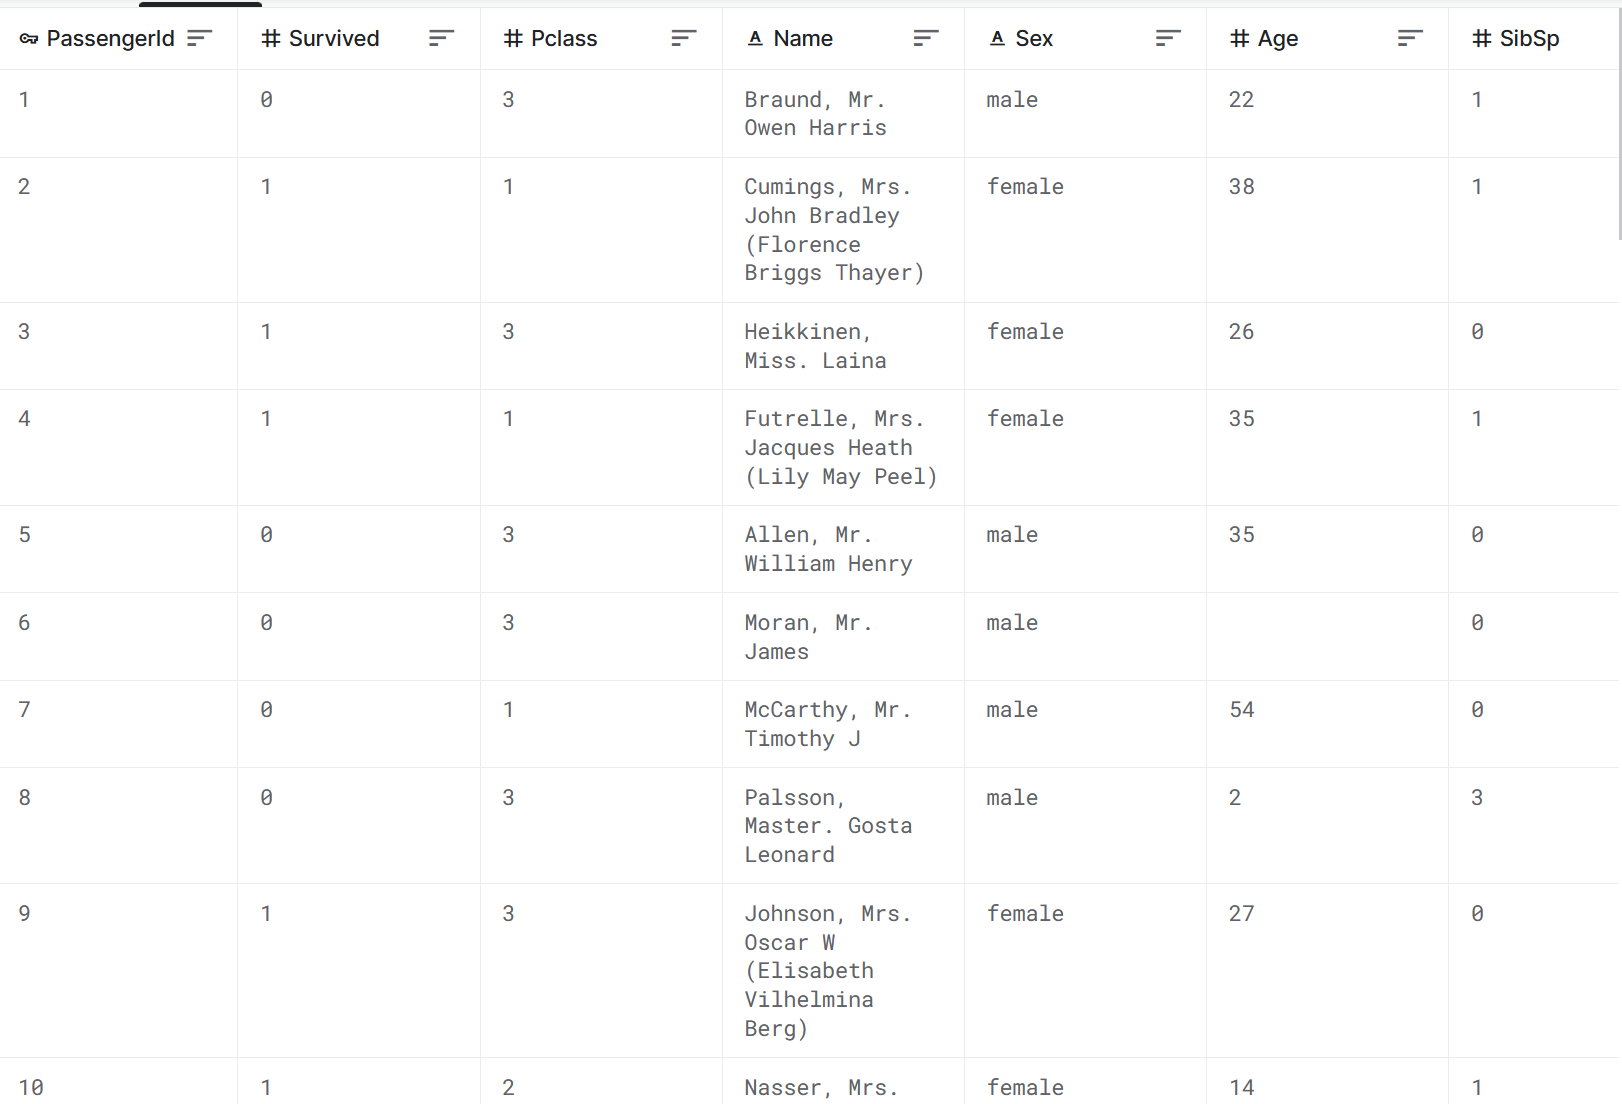 PassengerId Survived Pclass Name Sex Age SibSp
1 0 3 Braund, Mr. male 22 1
Owen Harris
2 1 1 Cumings, Mrs. female 38 1
John Bradley
(Florence
Briggs Thayer)
3 1 3 Heikkinen, female 26 0
Miss. Laina
4 1 1 Futrelle, Mrs. female 35 1
Jacques Heath
(Lily May Peel)
5 0 3 Allen, Mr. male 35 0
William Henry
6 0 3 Moran, Mr. male 0
James
7 0 1 McCarthy, Mr. male 54 0
Timothy J
8 0 3 Palsson, male 2 3
Master. Gosta
Leonard
9 1 3 Johnson, Mrs. female 27 0
Oscar W
(Elisabeth
Vilhelmina
Berg)
10 1 2 Nasser, Mrs. female 14 1